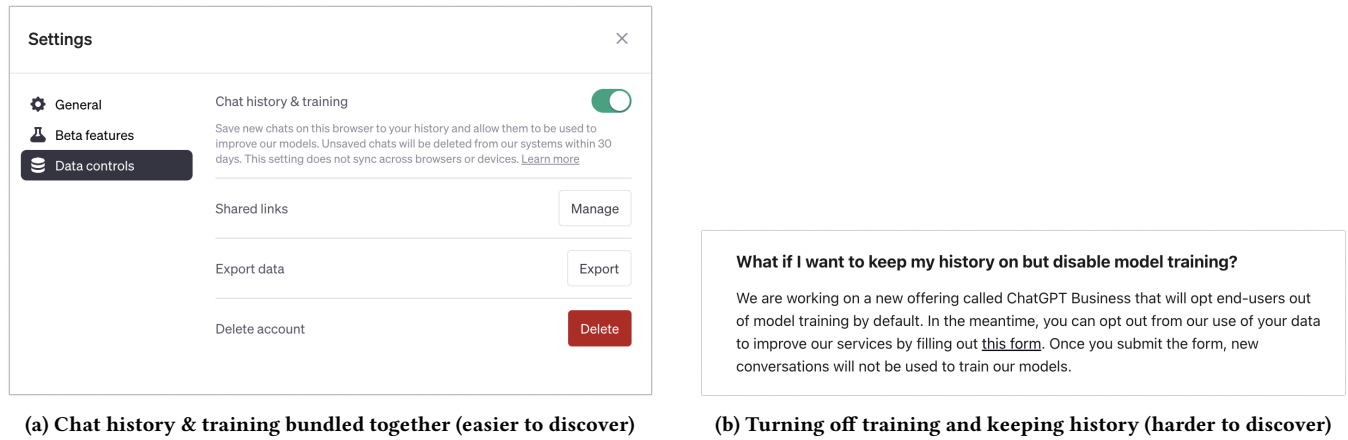 Settings
General
Beta features
Data controls
Chat history & training
Save new chats on this browser to your history and allow them to be used to
improve our models. Unsaved chats will be deleted from our systems within 30
days. This setting does not sync across browsers or devices. Learn more
Shared links
Manage
Export data
Export
Delete account
Delete
(a) Chat history & training bundled together (easier to discover)
What if I want to keep my history on but disable model training?
We are working on a new offering called ChatGPT Business that will opt end-users out
of model training by default. In the meantime, you can opt out from our use of your data
to improve our services by filling out this form. Once you submit the form, new
conversations will not be used to train our models.
(b) Turning off training and keeping history (harder to discover)